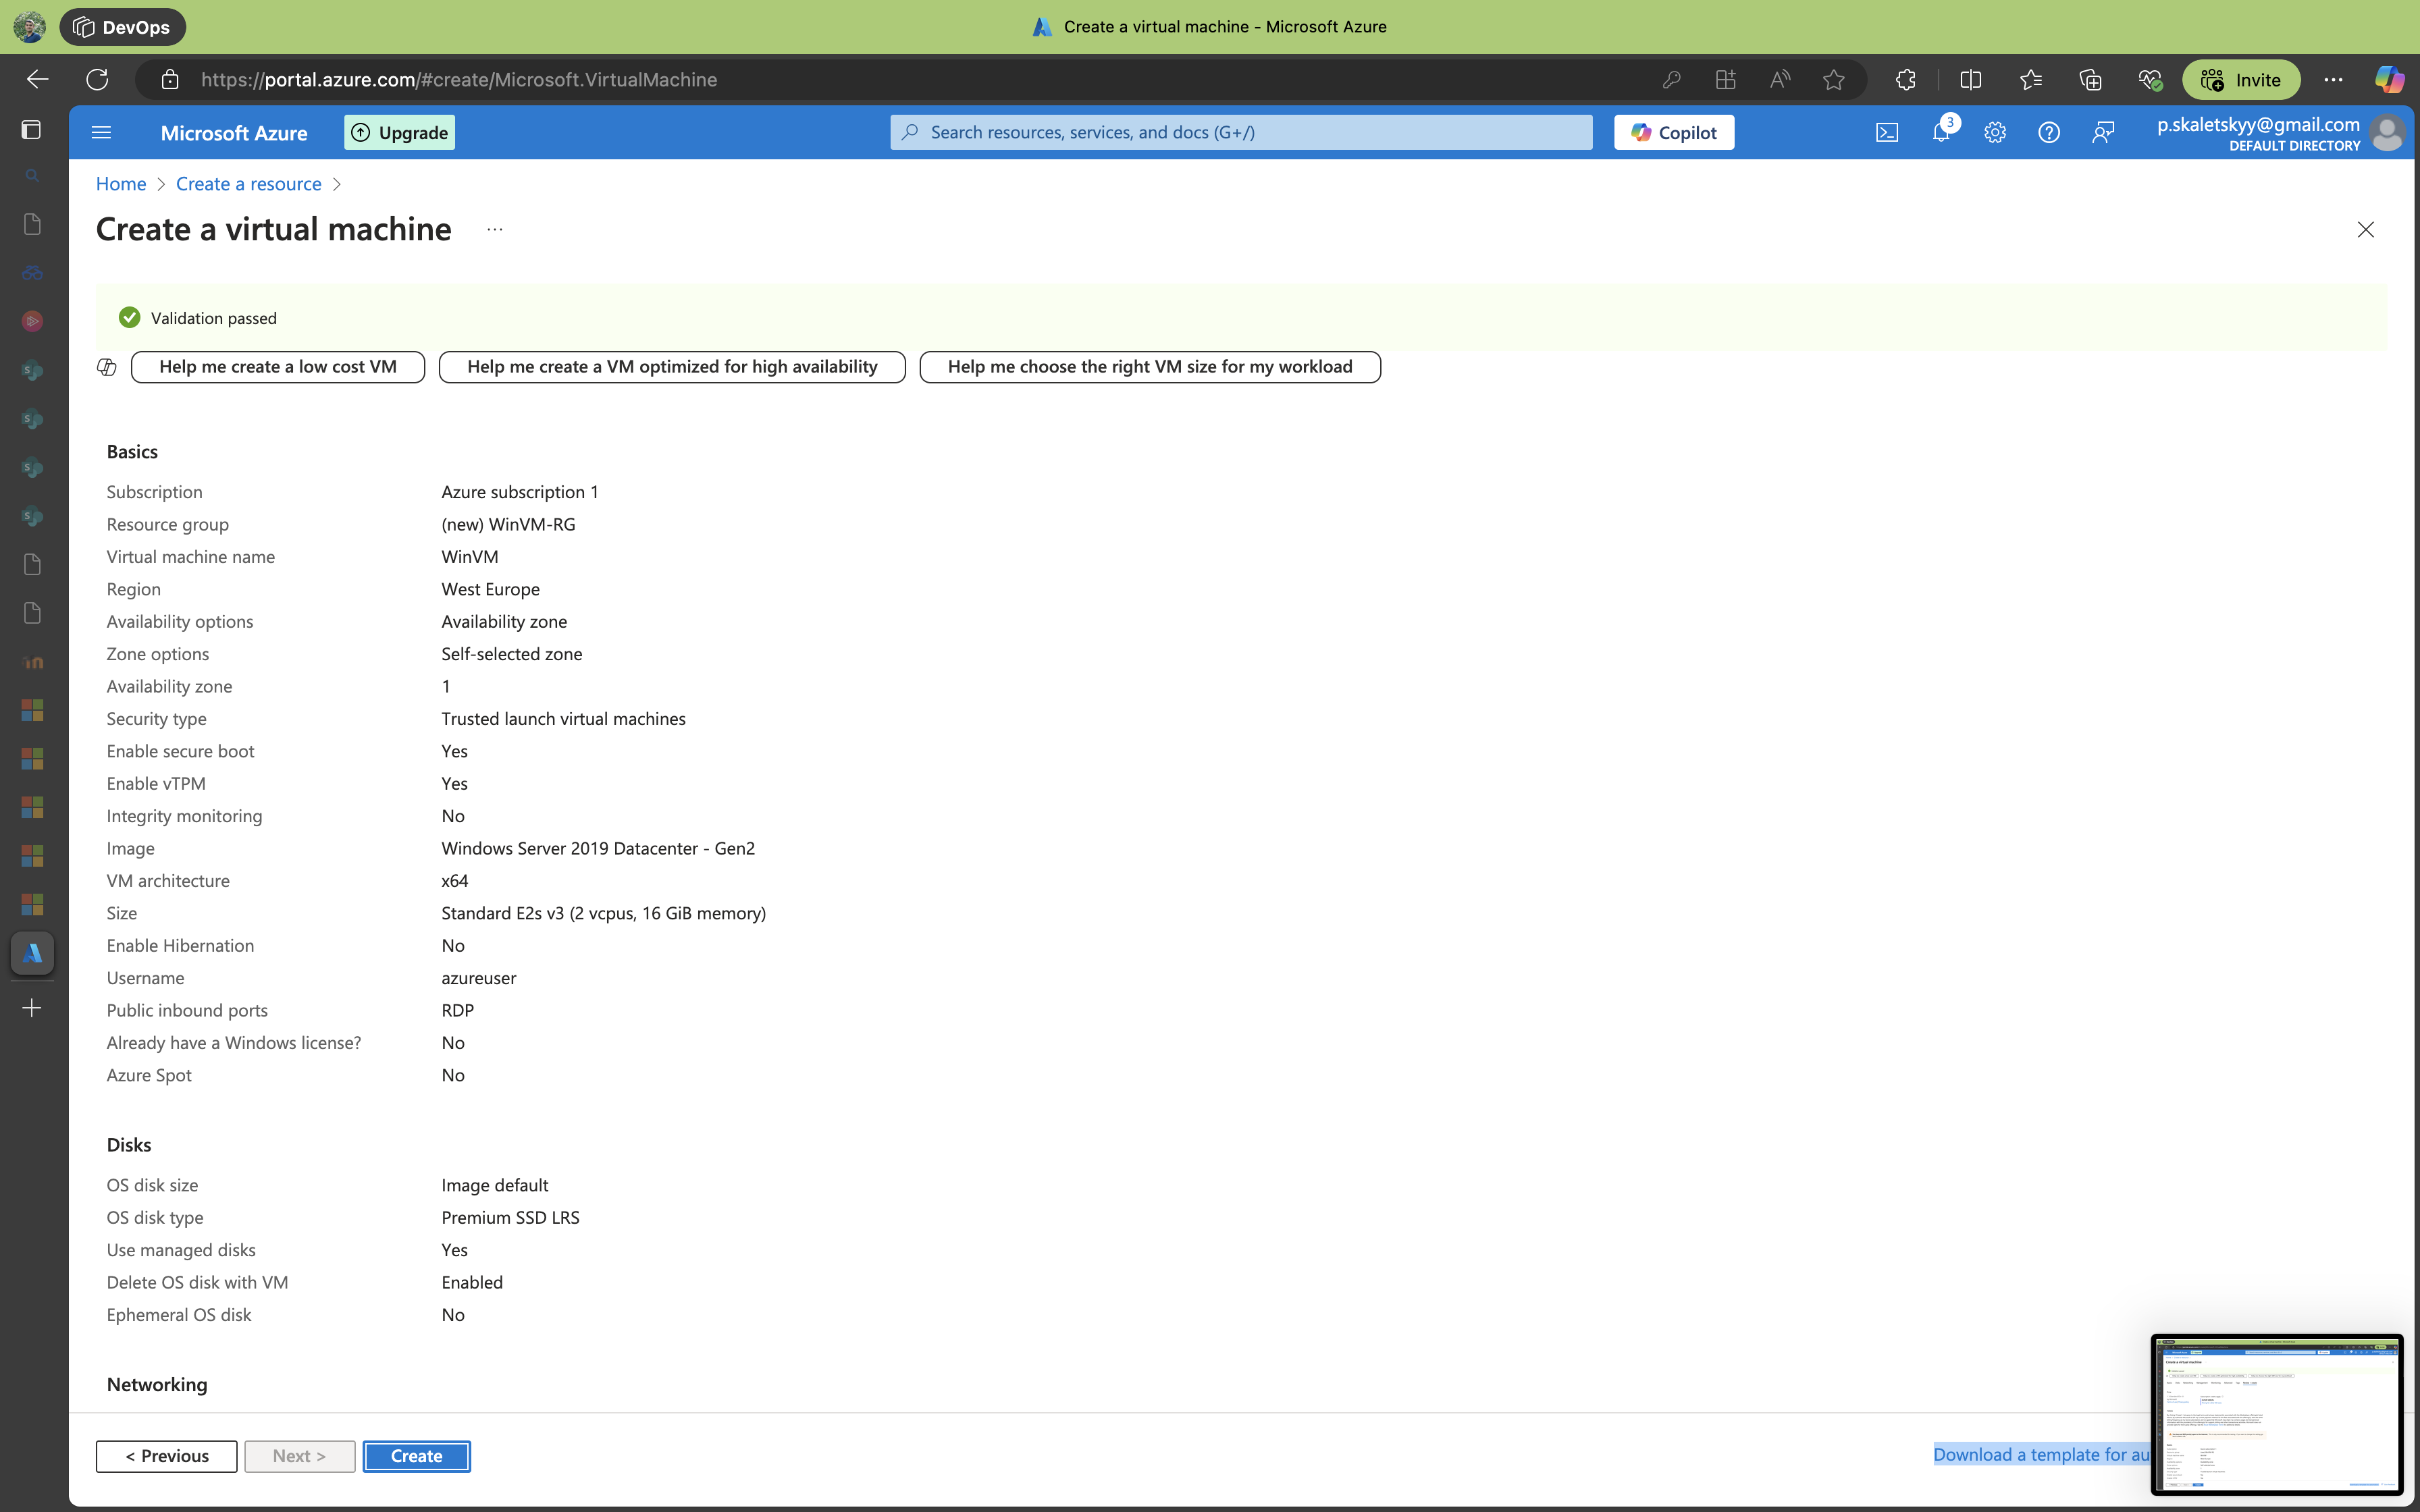 DevOps
Create a virtual machine - Microsoft Azure
https://portal.azure.com/#create/Microsoft.VirtualMachine
Invite
Microsoft Azure
Upgrade
Search resources, services, and docs (G+/)
Copilot
3
p.skaletskyy@gmail.com
DEFAULT DIRECTORY
Home > Create a resource >
Create a virtual machine ...
Validation passed
Help me create a low cost VM
Help me create a VM optimized for high availability
Help me choose the right VM size for my workload
Basics
Subscription Azure subscription 1
Resource group (new) WinVM-RG
Virtual machine name WinVM
Region West Europe
Availability options Availability zone
Zone options Self-selected zone
Availability zone 1
Security type Trusted launch virtual machines
Enable secure boot Yes
Enable vTPM Yes
Integrity monitoring No
Image Windows Server 2019 Datacenter - Gen2
VM architecture x64
Size Standard E2s v3 (2 vcpus, 16 GiB memory)
Enable Hibernation No
Username azureuser
Public inbound ports RDP
Already have a Windows license? No
Azure Spot No
Disks
OS disk size Image default
OS disk type Premium SSD LRS
Use managed disks Yes
Delete OS disk with VM Enabled
Ephemeral OS disk No
Networking
< Previous
Next >
Create
Download a template for au